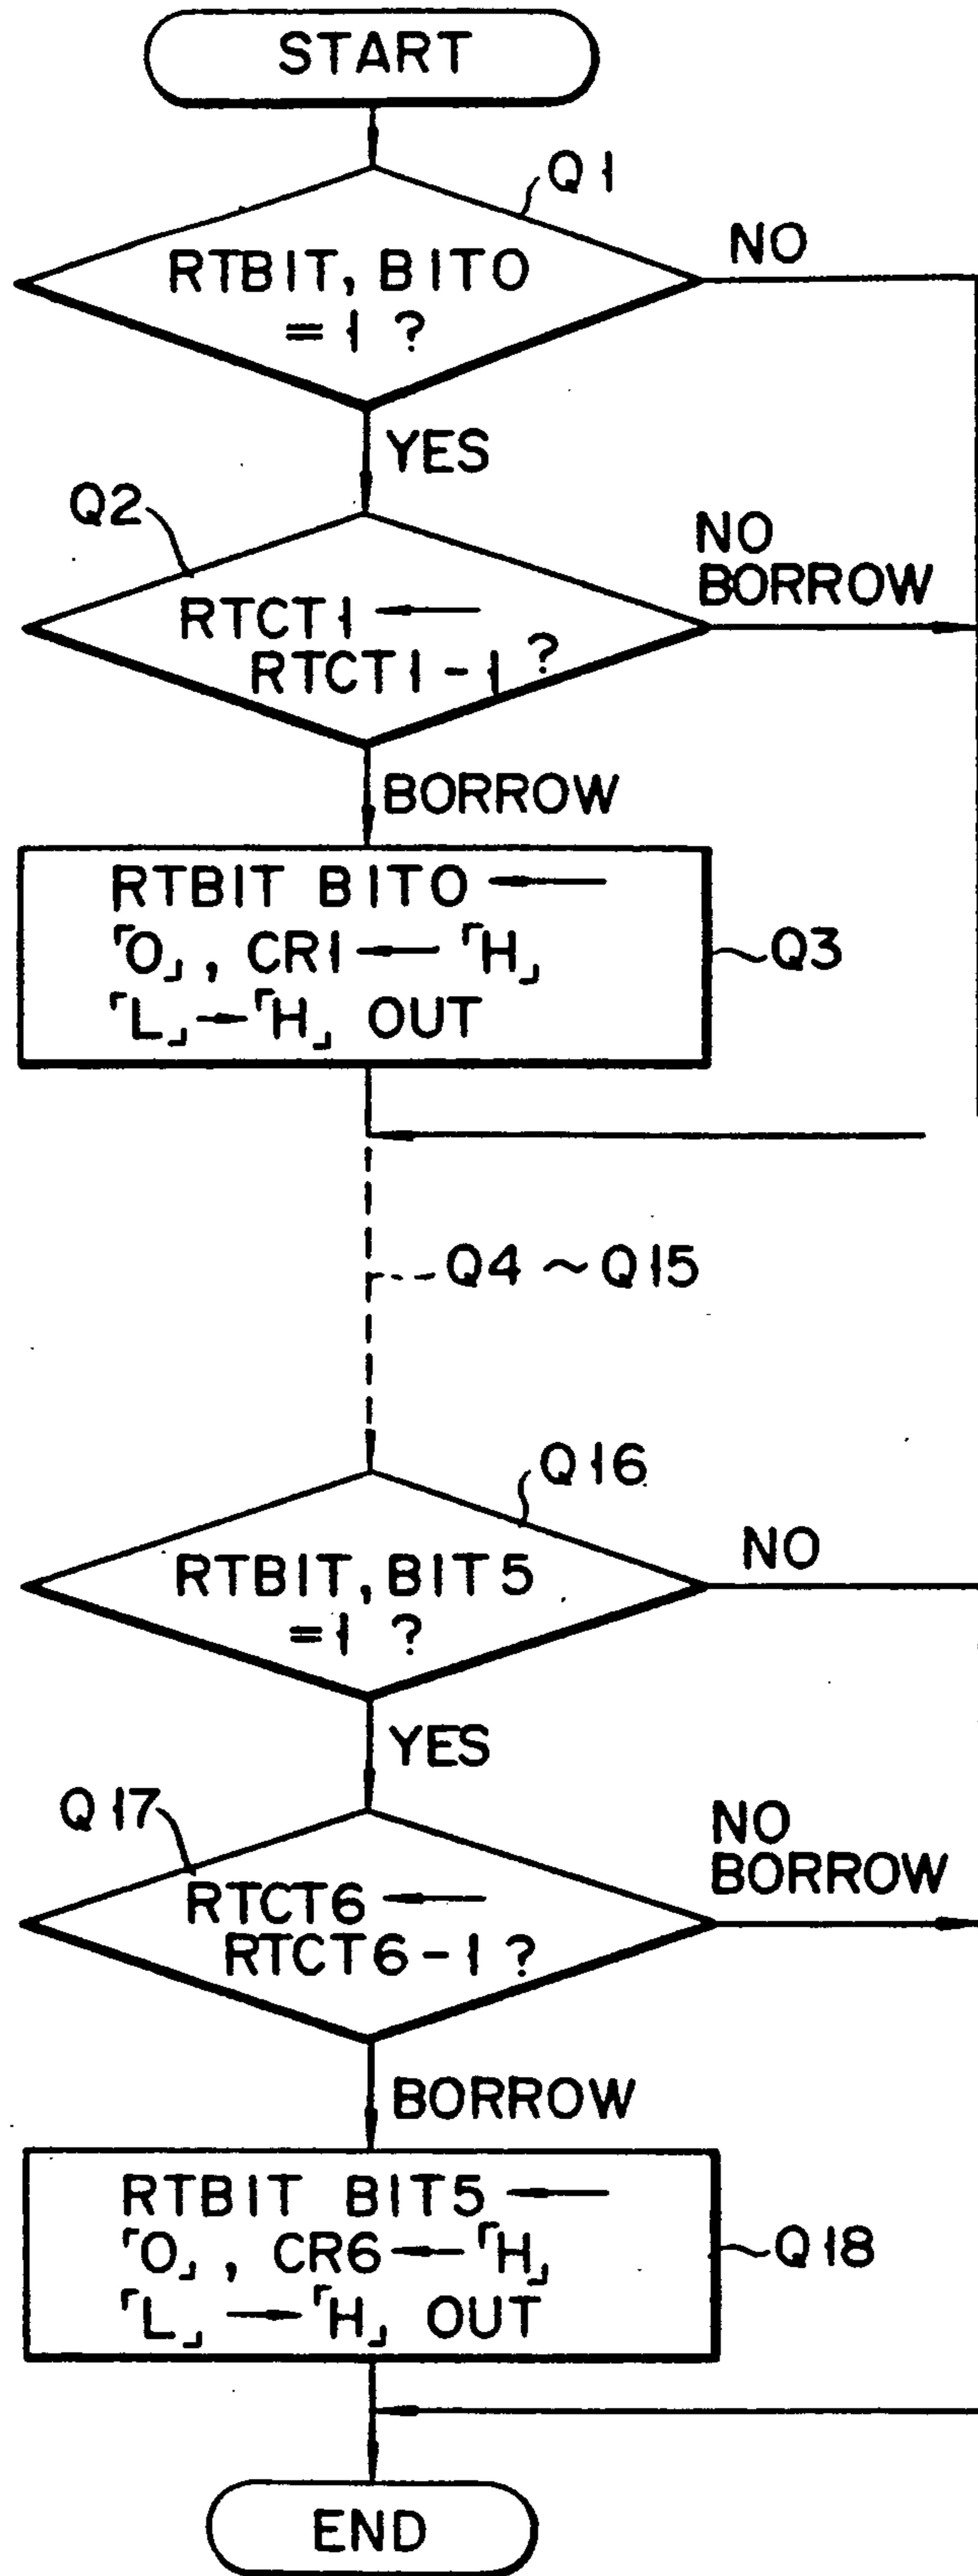 START
Q1
RTBIT, BIT0
= 1 ?
NO
YES
Q2
RTCT1 ←
RTCT1 - 1 ?
NO
BORROW
BORROW
RTBIT BIT0 ←
「0」, CR1 ← 「H」
「L」→「H」 OUT
Q3
Q4 ~ Q15
Q16
RTBIT, BIT5
= 1 ?
NO
YES
Q17
RTCT6 ←
RTCT6 - 1 ?
NO
BORROW
BORROW
RTBIT BIT5 ←
「0」, CR6 ← 「H」
「L」 → 「H」 OUT
Q18
END